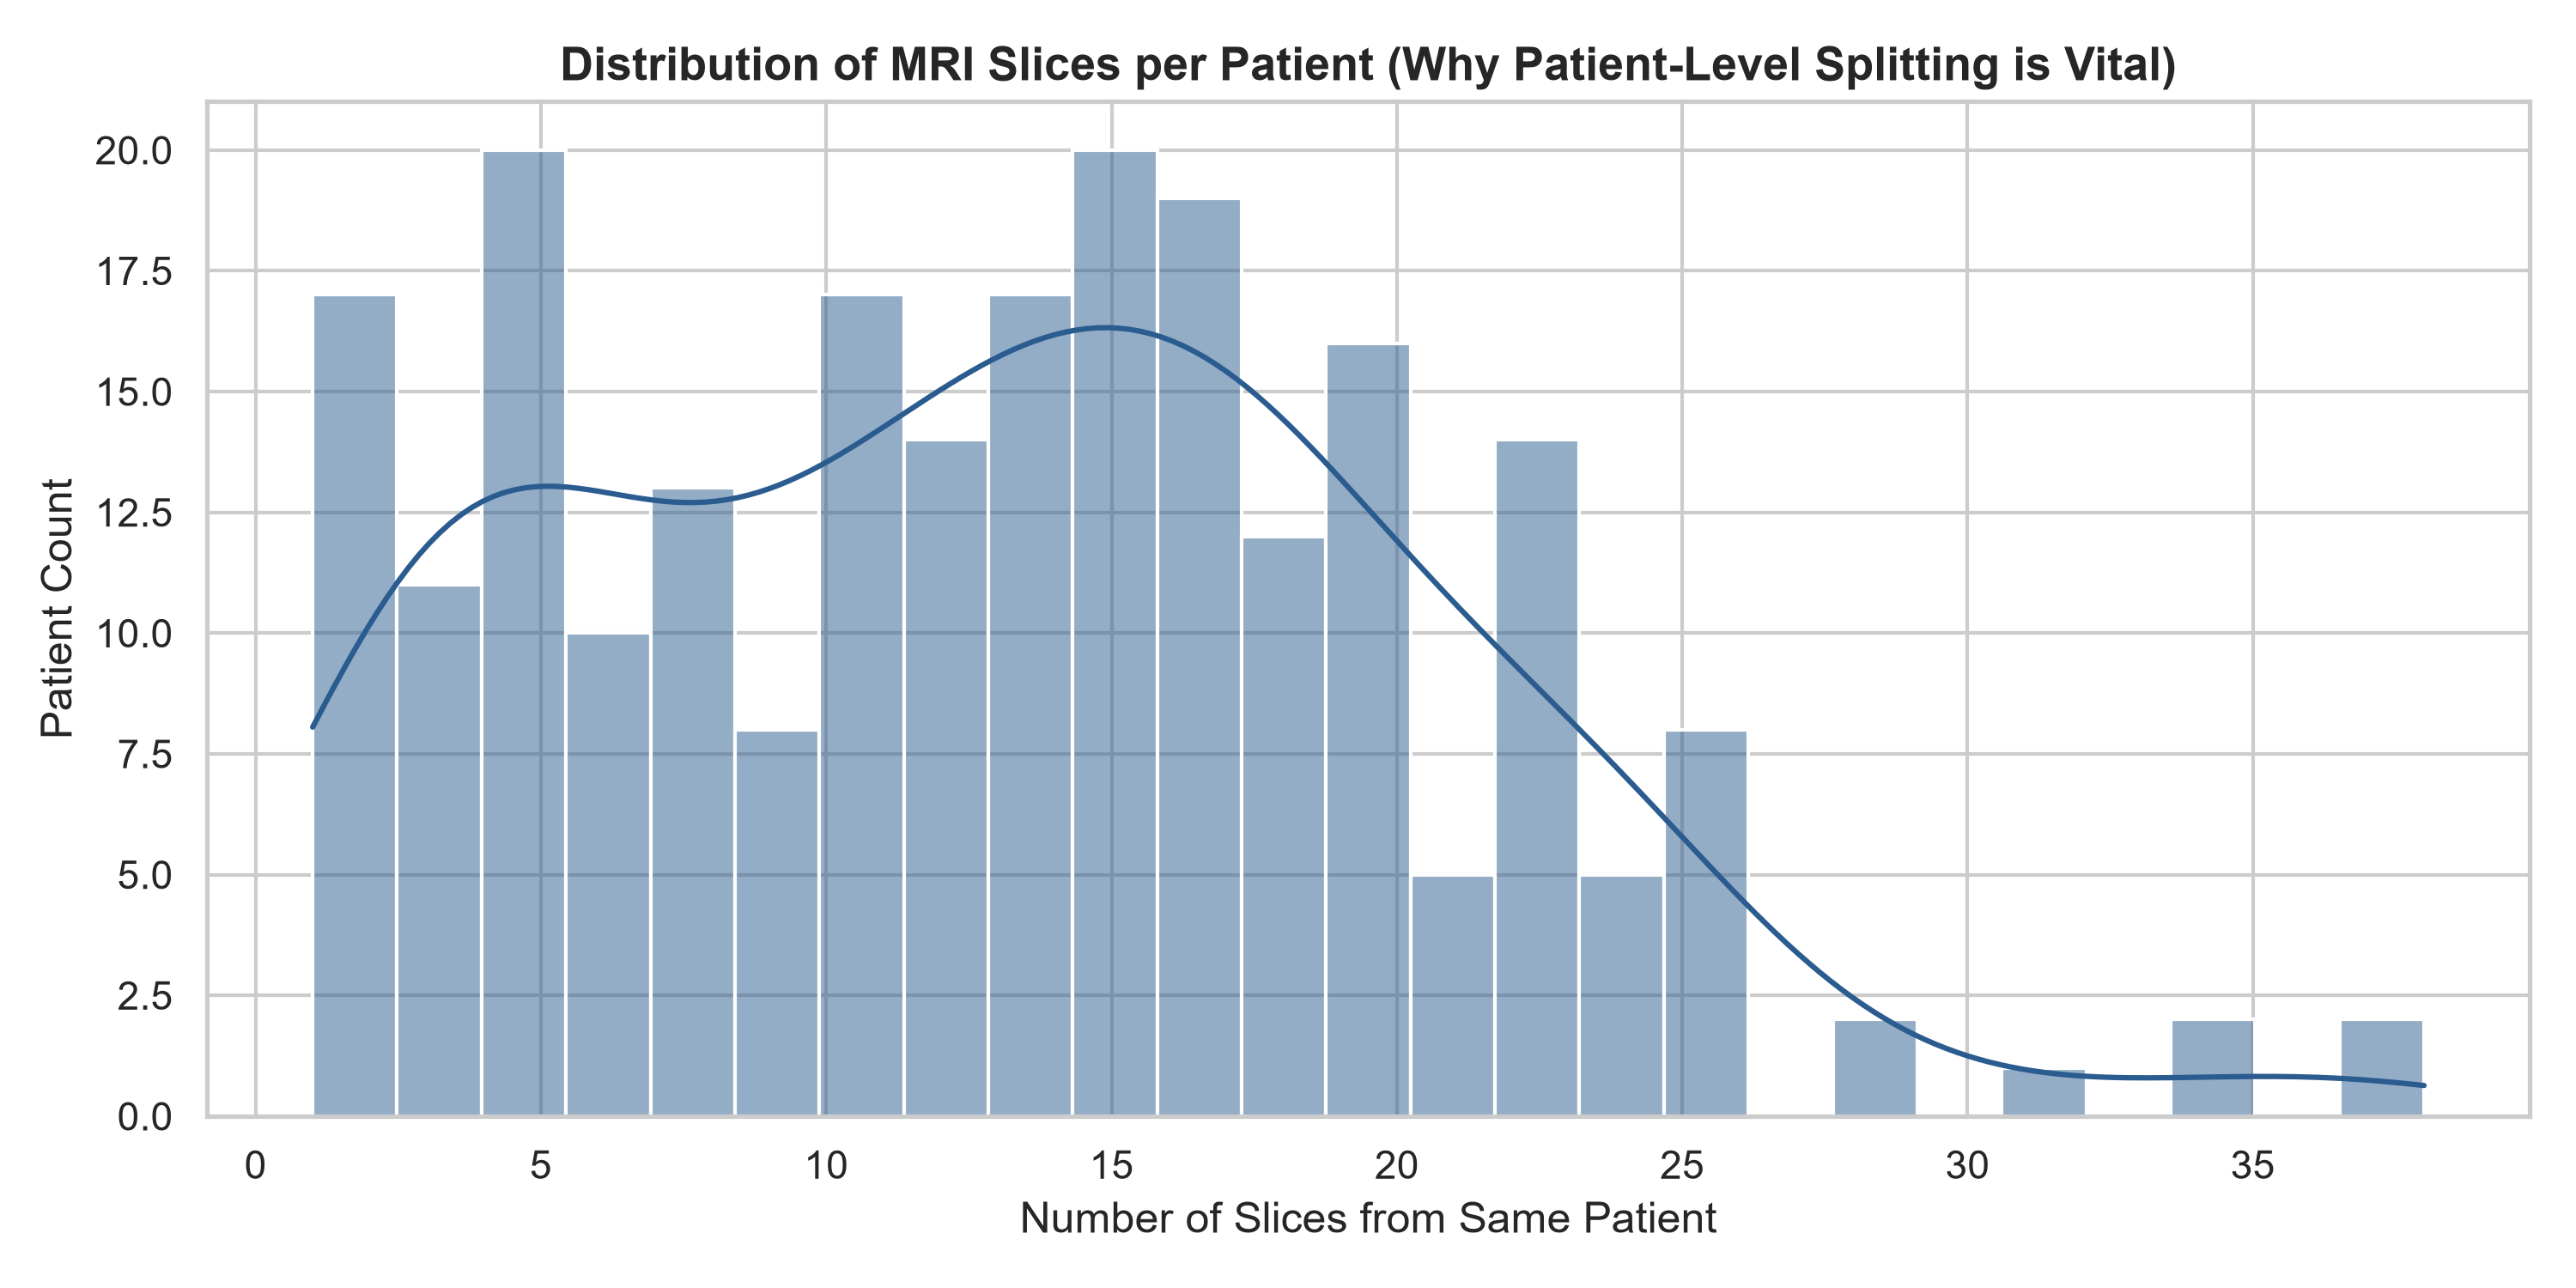 Distribution of MRI Slices per Patient (Why Patient-Level Splitting is Vital)
20.0
17.5
15.0
12.5
10.0
7.5
5.0
2.5
0.0
Patient Count
0 5 10 15 20 25 30 35
Number of Slices from Same Patient